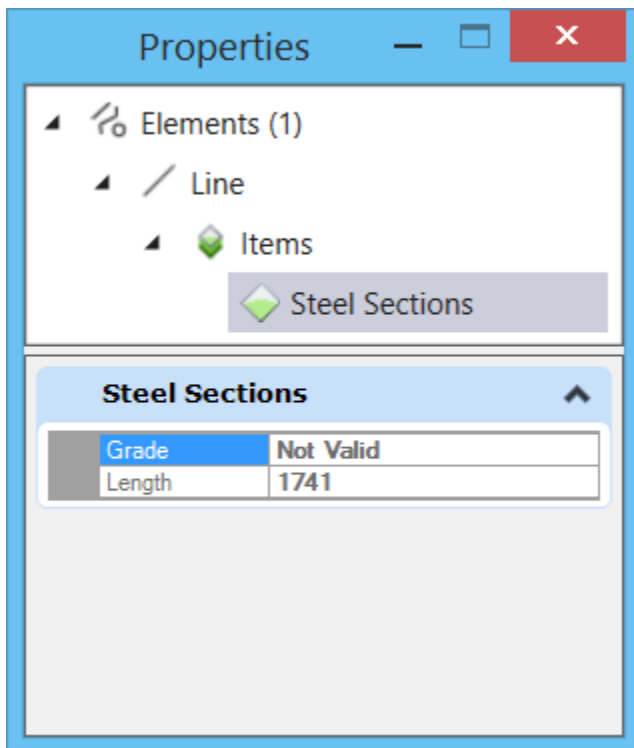 Properties
Elements (1)
Line
Items
Steel Sections
Steel Sections
Grade Not Valid
Length 1741